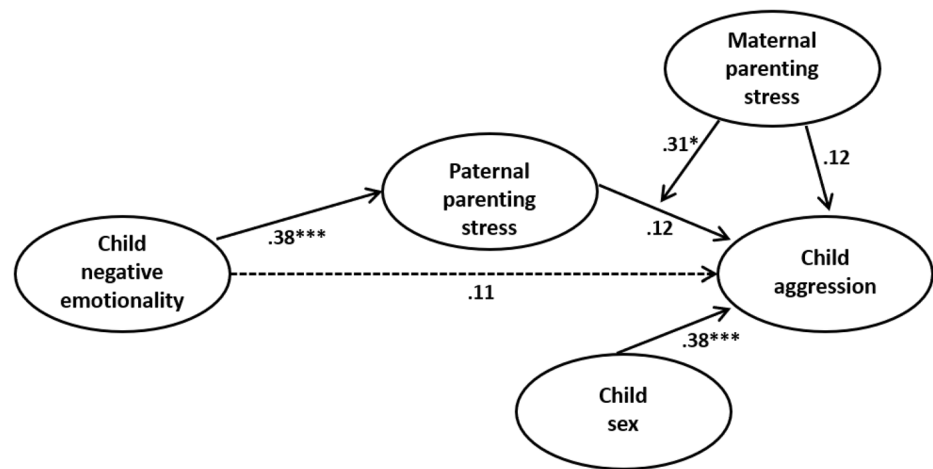 Maternal
parenting
stress
.31*
.12
Paternal
parenting
stress
.38***
.12
Child
negative
emotionality
.11
Child
aggression
.38***
Child
sex